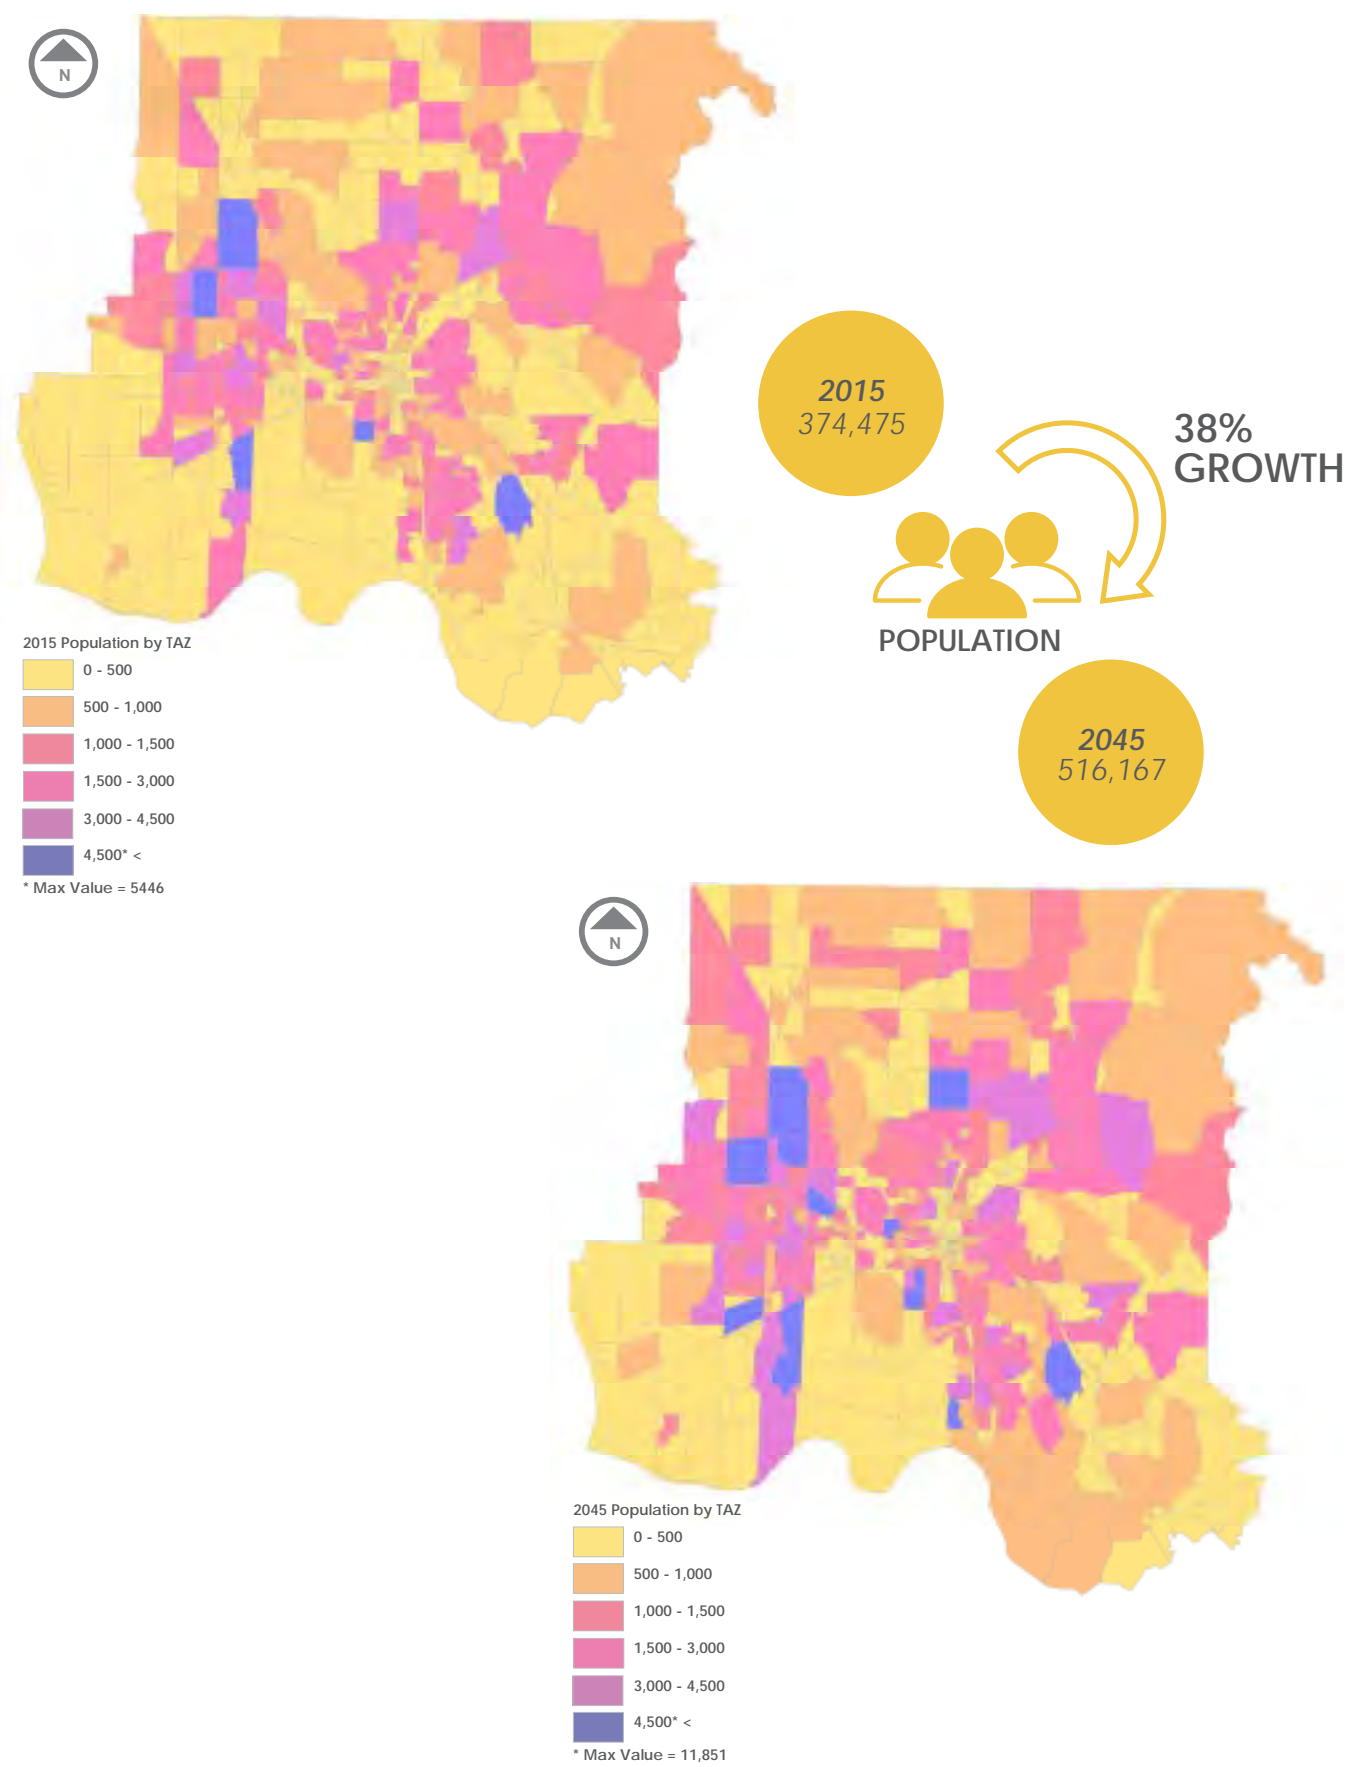 N
2015
374,475
38%
GROWTH
POPULATION
2015 Population by TAZ
0 - 500
500 - 1,000
1,000 - 1,500
1,500 - 3,000
3,000 - 4,500
4,500* <
* Max Value = 5446
2045
516,167
N
2045 Population by TAZ
0 - 500
500 - 1,000
1,000 - 1,500
1,500 - 3,000
3,000 - 4,500
4,500* <
* Max Value = 11,851